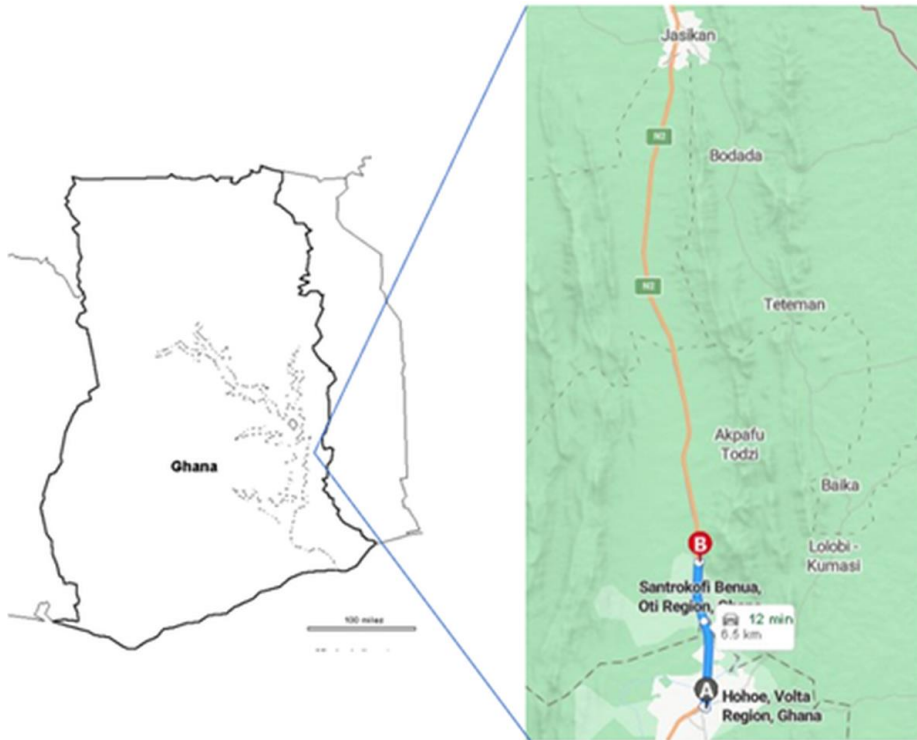 Ghana
100 miles
Jasikan
N2
Bodada
N2
Teteman
Akpafu
Todzi
Baika
Lolobi -
Kumasi
B
Santrokofi Benua,
Oti Region, Ghana
12 min
6.5 km
A
Hohoe, Volta
Region, Ghana